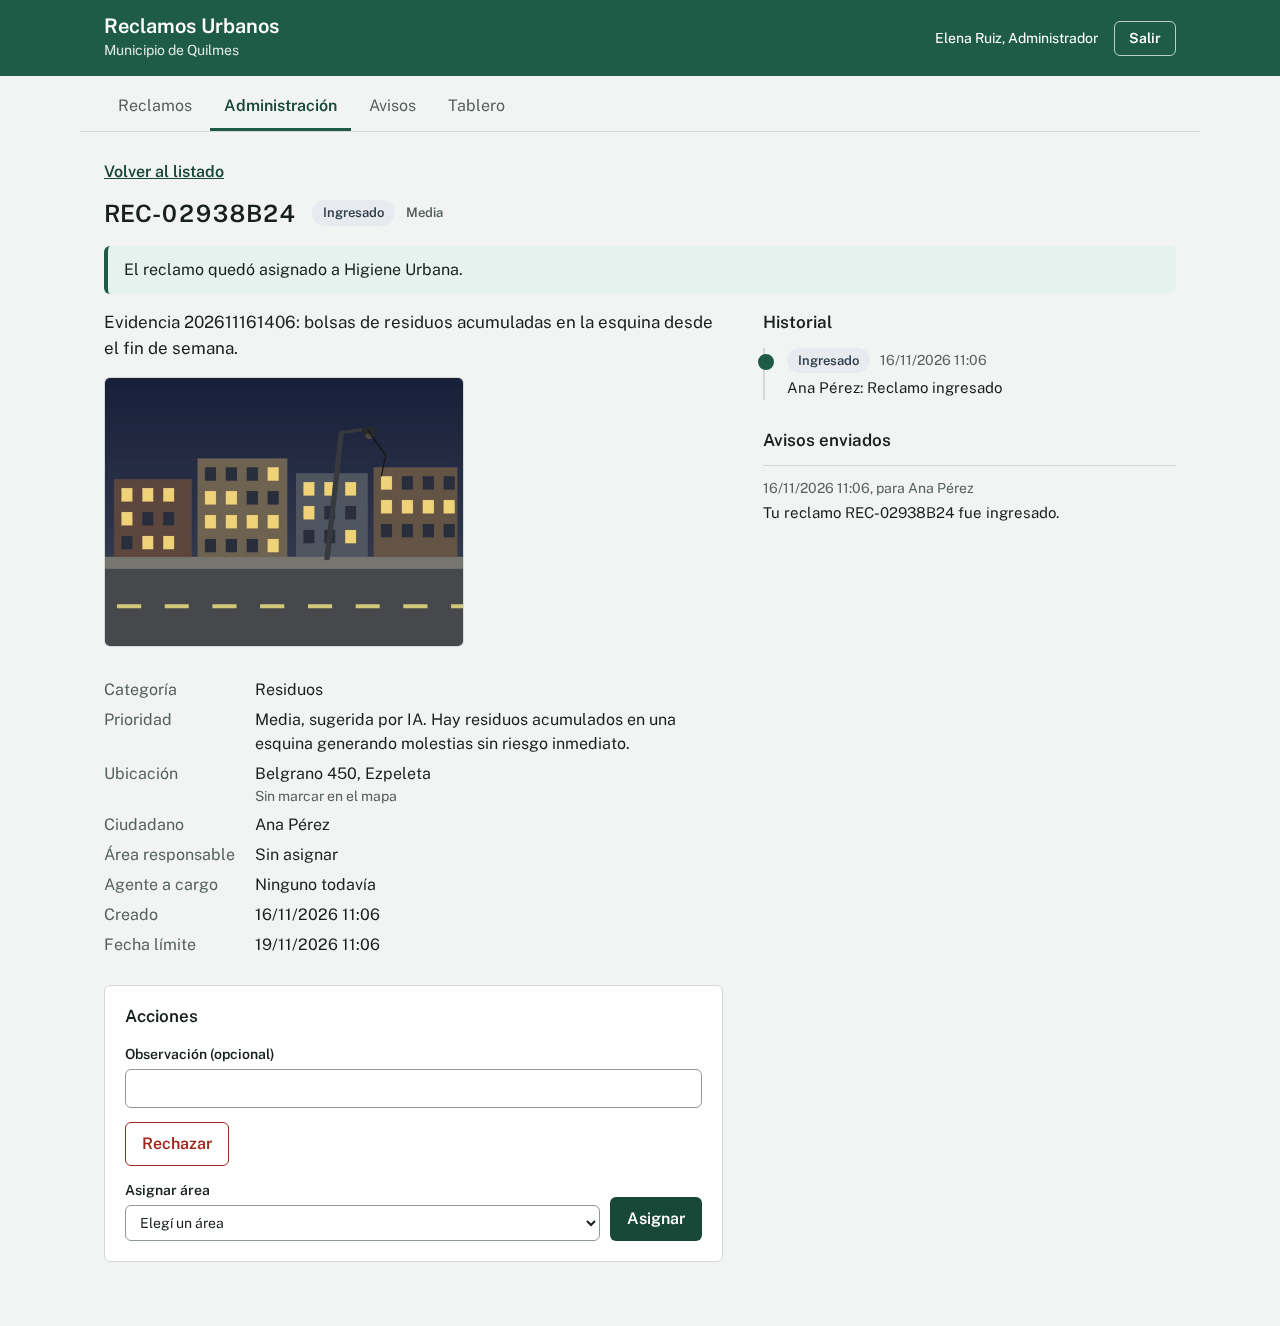 Reclamos Urbanos
Municipio de Quilmes
Elena Ruiz, Administrador
Salir
Reclamos
Administración
Avisos
Tablero
Volver al listado
REC-02938B24
Ingresado
Media
El reclamo quedó asignado a Higiene Urbana.
Evidencia 202611161406: bolsas de residuos acumuladas en la esquina desde
el fin de semana.
Categoría
Residuos
Prioridad
Media, sugerida por IA. Hay residuos acumulados en una
esquina generando molestias sin riesgo inmediato.
Ubicación
Belgrano 450, Ezpeleta
Sin marcar en el mapa
Ciudadano
Ana Pérez
Área responsable
Sin asignar
Agente a cargo
Ninguno todavía
Creado
16/11/2026 11:06
Fecha límite
19/11/2026 11:06
Acciones
Observación (opcional)
Rechazar
Asignar área
Elegí un área
Asignar
Historial
Ingresado
16/11/2026 11:06
Ana Pérez: Reclamo ingresado
Avisos enviados
16/11/2026 11:06, para Ana Pérez
Tu reclamo REC-02938B24 fue ingresado.